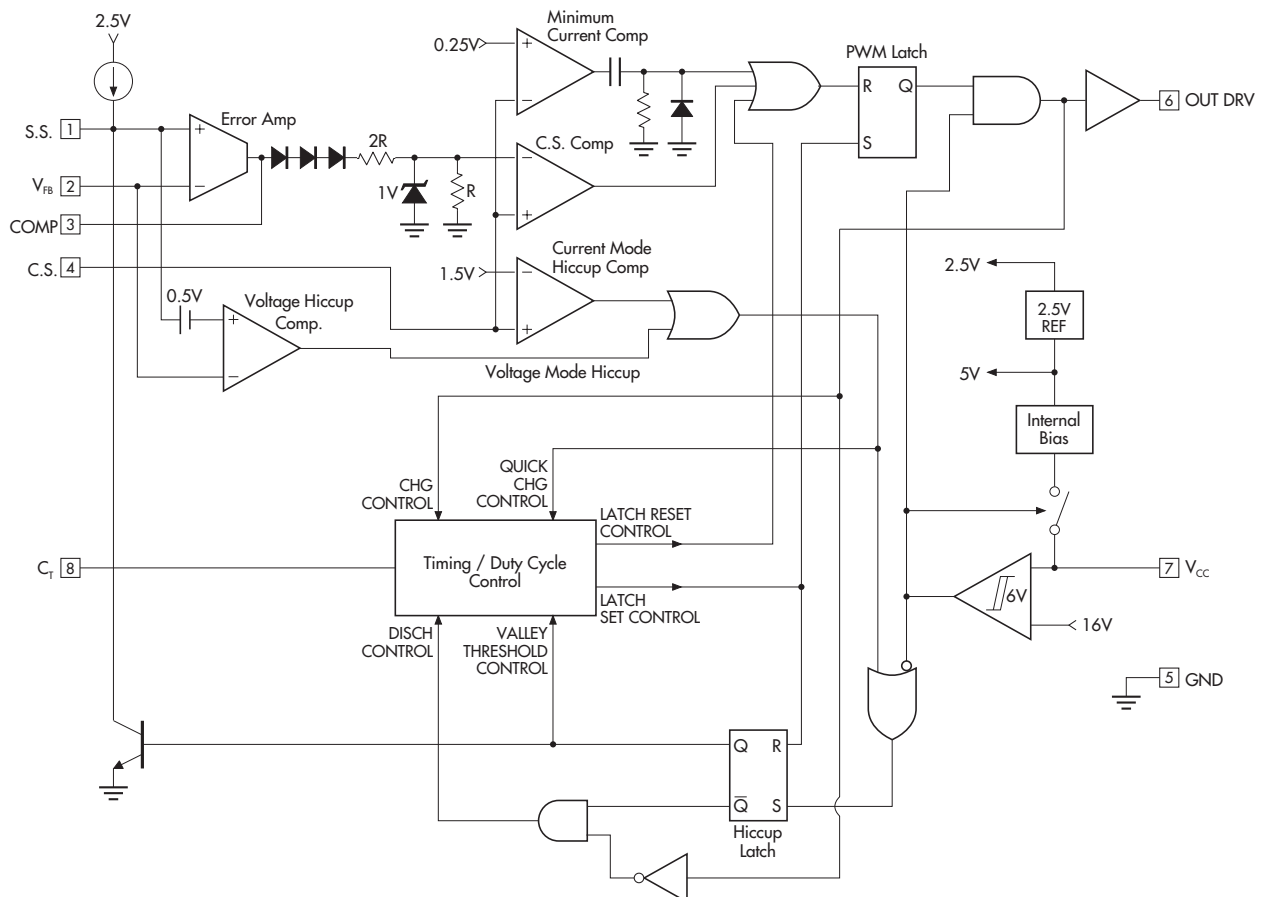 2.5V
Minimum
Current Comp
0.25V
+
−
PWM Latch
R
Q
S
6
OUT DRV
S.S.
1
Error Amp
+
−
2R
C.S. Comp
−
+
1V
R
V_FB
2
COMP
3
C.S.
4
Current Mode
Hiccup Comp
1.5V
−
+
2.5V
2.5V
REF
0.5V
Voltage Hiccup
Comp.
+
−
Voltage Mode Hiccup
5V
Internal
Bias
CHG
CONTROL
QUICK
CHG
CONTROL
LATCH RESET
CONTROL
C_T
8
Timing / Duty Cycle
Control
LATCH
SET CONTROL
7
V_CC
6V
16V
DISCH
CONTROL
VALLEY
THRESHOLD
CONTROL
5
GND
Q
R
Q̅
S
Hiccup
Latch